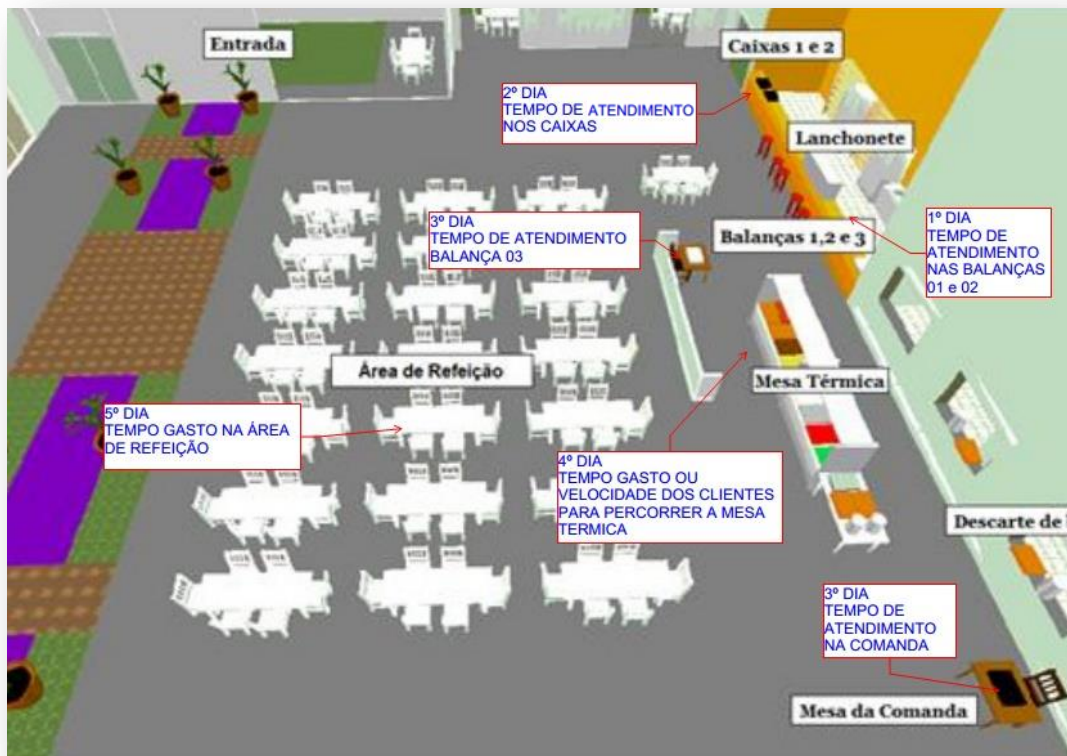 Entrada
Caixas 1 e 2
2º DIA
TEMPO DE ATENDIMENTO
NOS CAIXAS
Lanchonete
3º DIA
TEMPO DE ATENDIMENTO
BALANÇA 03
Balanças 1,2 e 3
1º DIA
TEMPO DE
ATENDIMENTO
NAS BALANÇAS
01 e 02
Área de Refeição
Mesa Térmica
5º DIA
TEMPO GASTO NA ÁREA
DE REFEIÇÃO
4º DIA
TEMPO GASTO OU
VELOCIDADE DOS CLIENTES
PARA PERCORRER A MESA
TERMICA
Descarte de
3º DIA
TEMPO DE
ATENDIMENTO
NA COMANDA
Mesa da Comanda